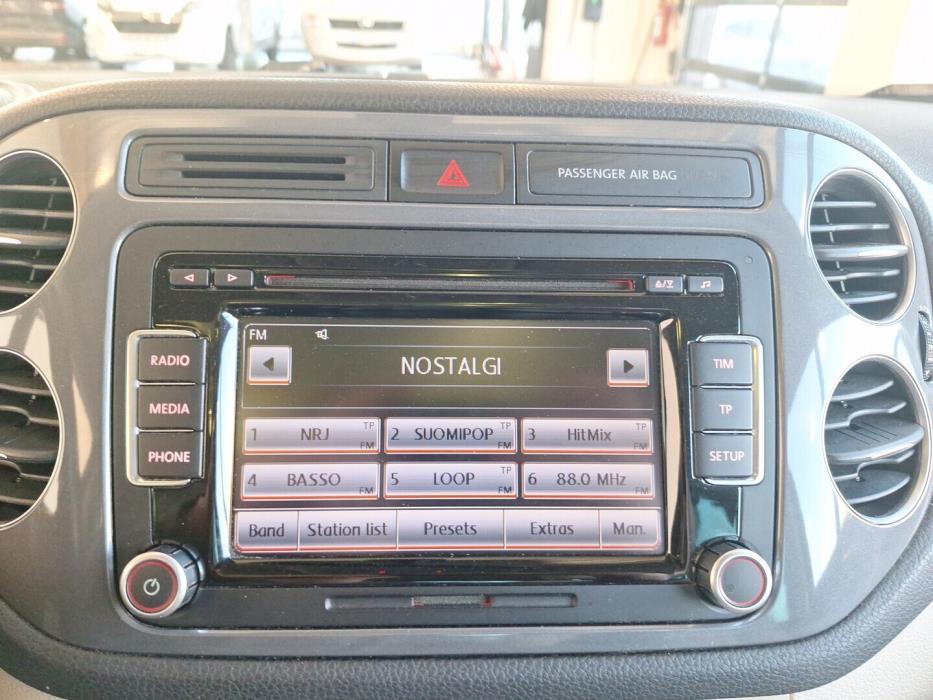 PASSENGER AIR BAG
FM
NOSTALGI
RADIO
MEDIA
PHONE
TIM
TP
SETUP
1 NRJ TP FM
2 SUOMIPOP TP FM
3 HitMix TP FM
4 BASSO FM
5 LOOP TP FM
6 88.0 MHz FM
Band Station list Presets Extras Man.